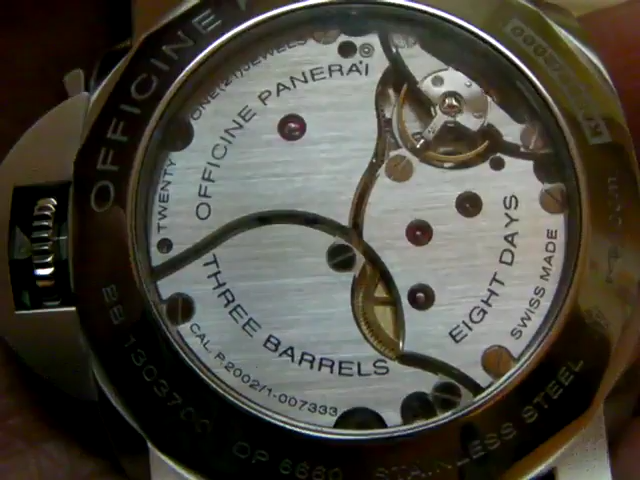 OFFICINE
TWENTY
ONE (21) JEWELS
OFFICINE PANERAI
THREE BARRELS
EIGHT DAYS
SWISS MADE
CAL. P.2002/1-007333
BB 1303700
OP 6660
STAINLESS STEEL